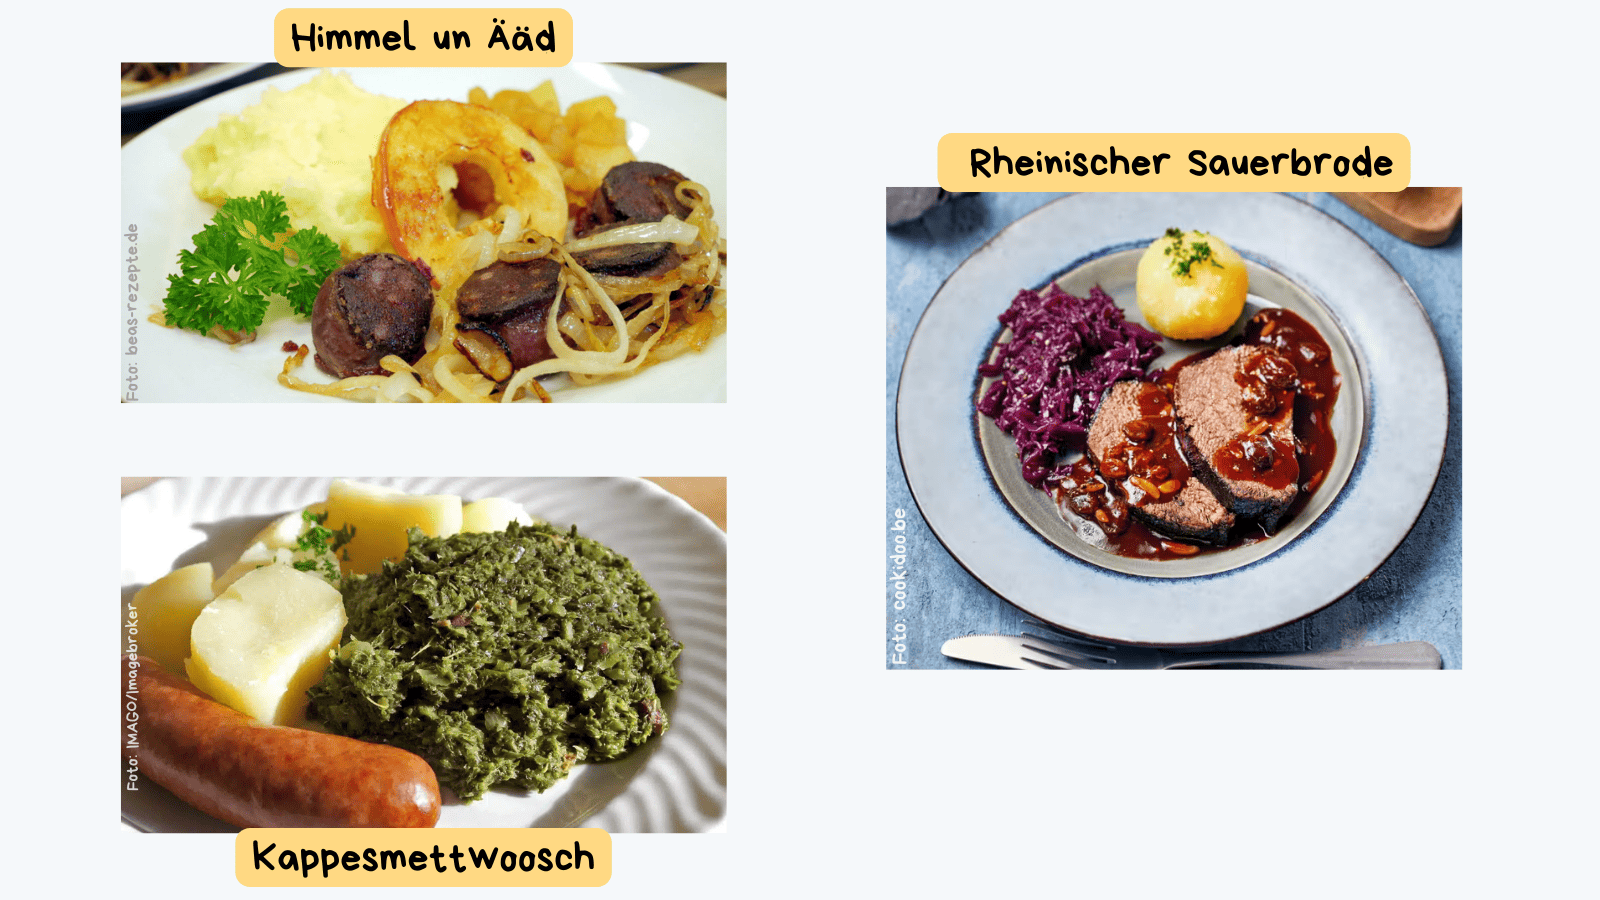 Himmel un Ääd
Foto: beas-rezepte.de
Rheinischer Sauerbrode
Foto: cookidoo.be
Foto: IMAGO/Imagebroker
Kappesmettwoosch